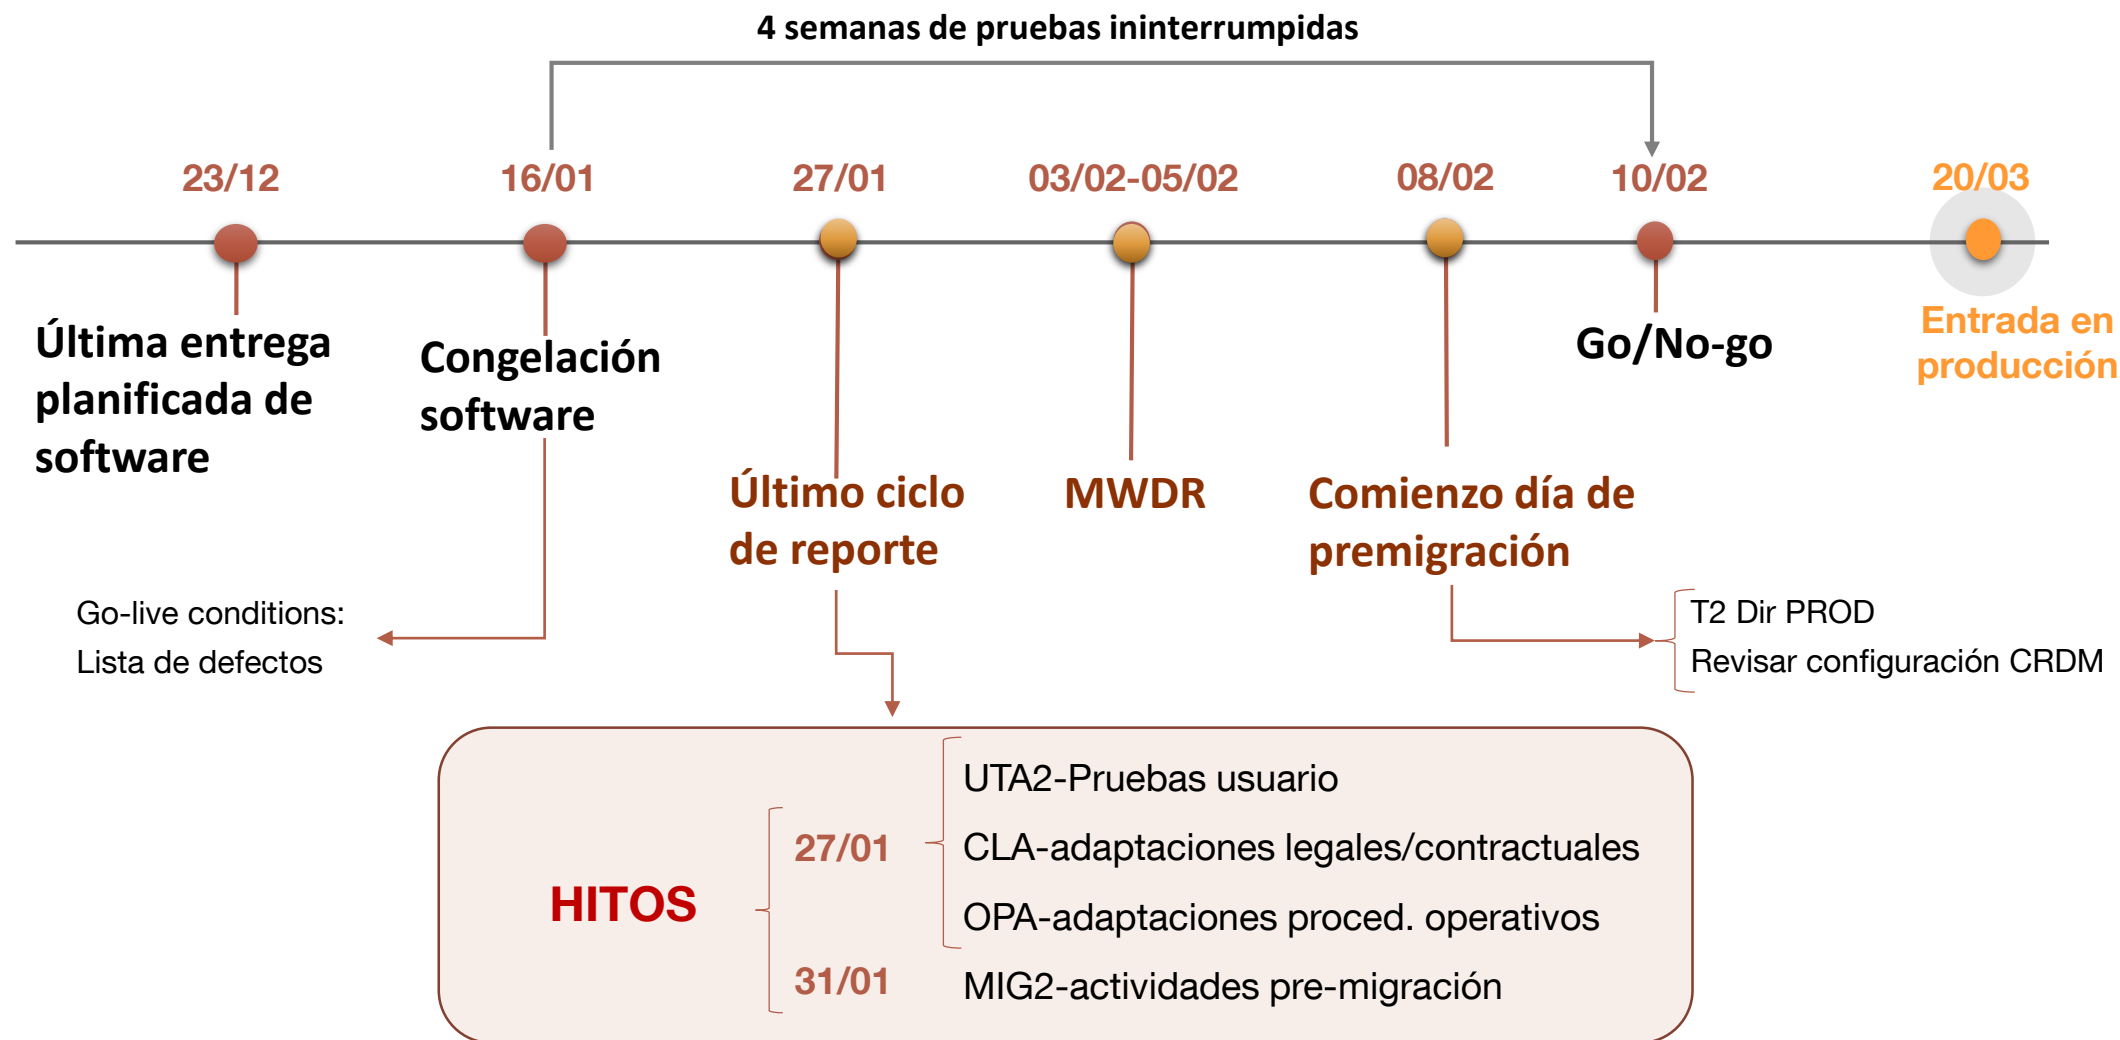 4 semanas de pruebas ininterrumpidas
23/12
16/01
27/01
03/02-05/02
08/02
10/02
20/03
Última entrega
planificada de
software
Congelación
software
Go/No-go
Entrada en
producción
Último ciclo
de reporte
MWDR
Comienzo día de
premigración
Go-live conditions:
Lista de defectos
T2 Dir PROD
Revisar configuración CRDM
HITOS
27/01
UTA2-Pruebas usuario
CLA-adaptaciones legales/contractuales
OPA-adaptaciones proced. operativos
31/01
MIG2-actividades pre-migración